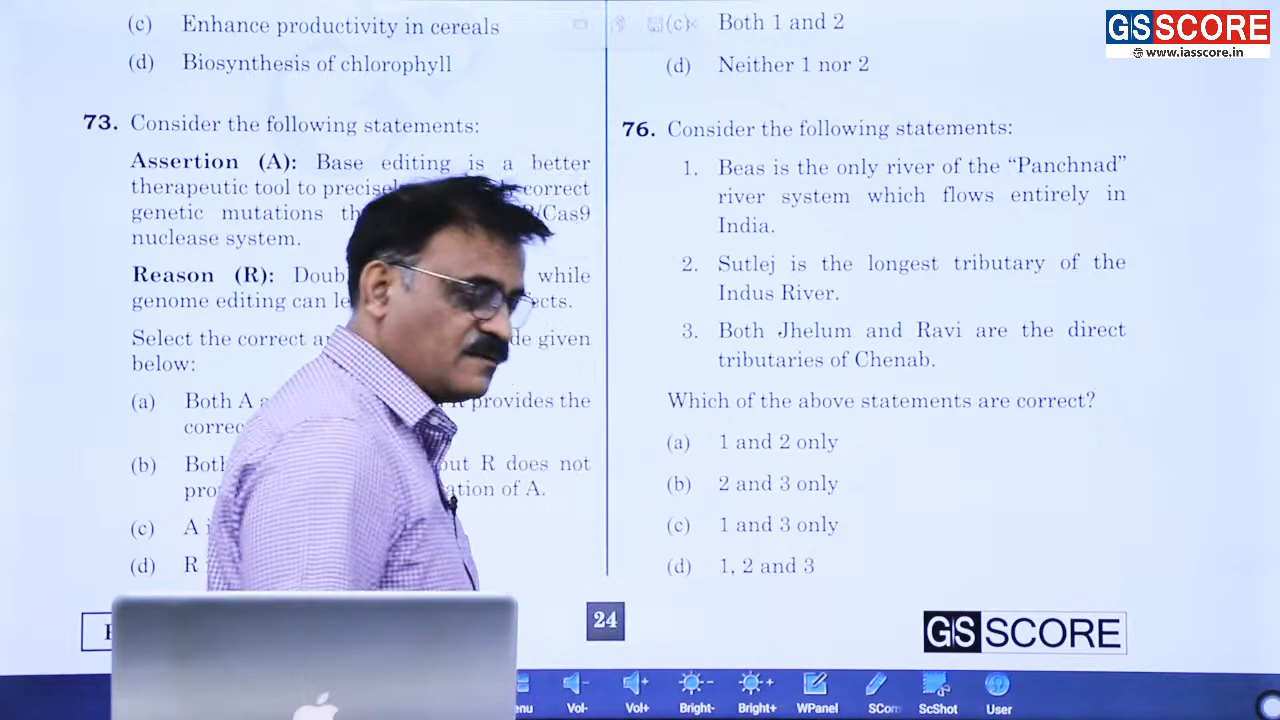 (c) Enhance productivity in cereals
(d) Biosynthesis of chlorophyll
73. Consider the following statements:
Assertion (A): Base editing is a better
therapeutic tool to correct
genetic mutations /Cas9
nuclease system.
Reason (R): while
genome editing can
Select the correct given
below:
(a) Both A provides the
(b) but R does not
of A.
(c) A
(d) R
(c) Both 1 and 2
(d) Neither 1 nor 2
76. Consider the following statements:
1. Beas is the only river of the “Panchnad”
river system which flows entirely in
India.
2. Sutlej is the longest tributary of the
Indus River.
3. Both Jhelum and Ravi are the direct
tributaries of Chenab.
Which of the above statements are correct?
(a) 1 and 2 only
(b) 2 and 3 only
(c) 1 and 3 only
(d) 1, 2 and 3
24
GS SCORE
Vol- Vol+ Bright- Bright+ WPanel SCom ScShot User
GSSCORE
www.iasscore.in